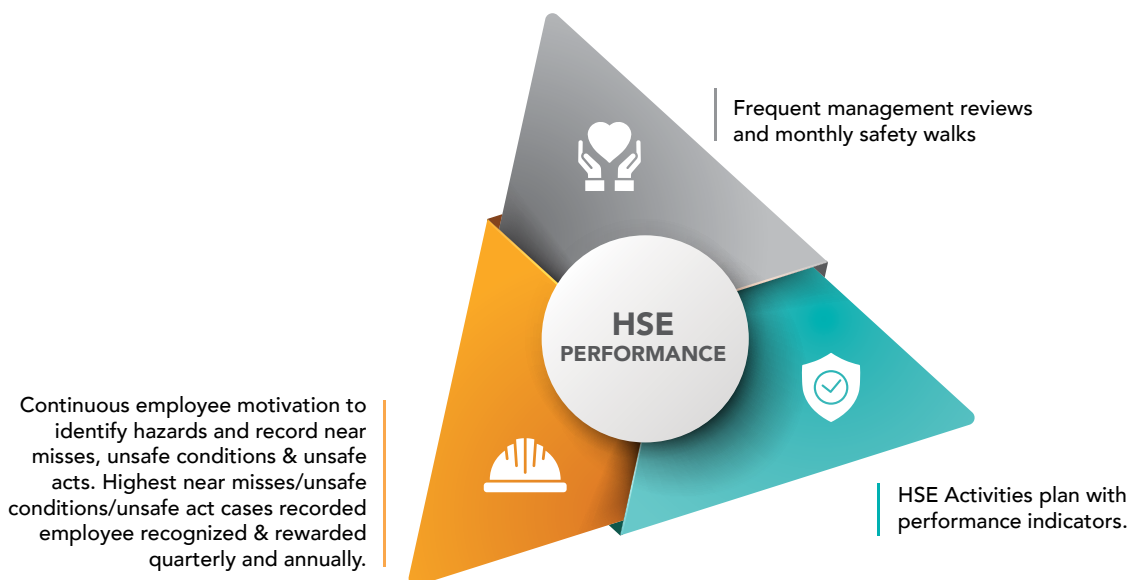 Frequent management reviews
and monthly safety walks
HSE
PERFORMANCE
Continuous employee motivation to
identify hazards and record near
misses, unsafe conditions & unsafe
acts. Highest near misses/unsafe
conditions/unsafe act cases recorded
employee recognized & rewarded
quarterly and annually.
HSE Activities plan with
performance indicators.